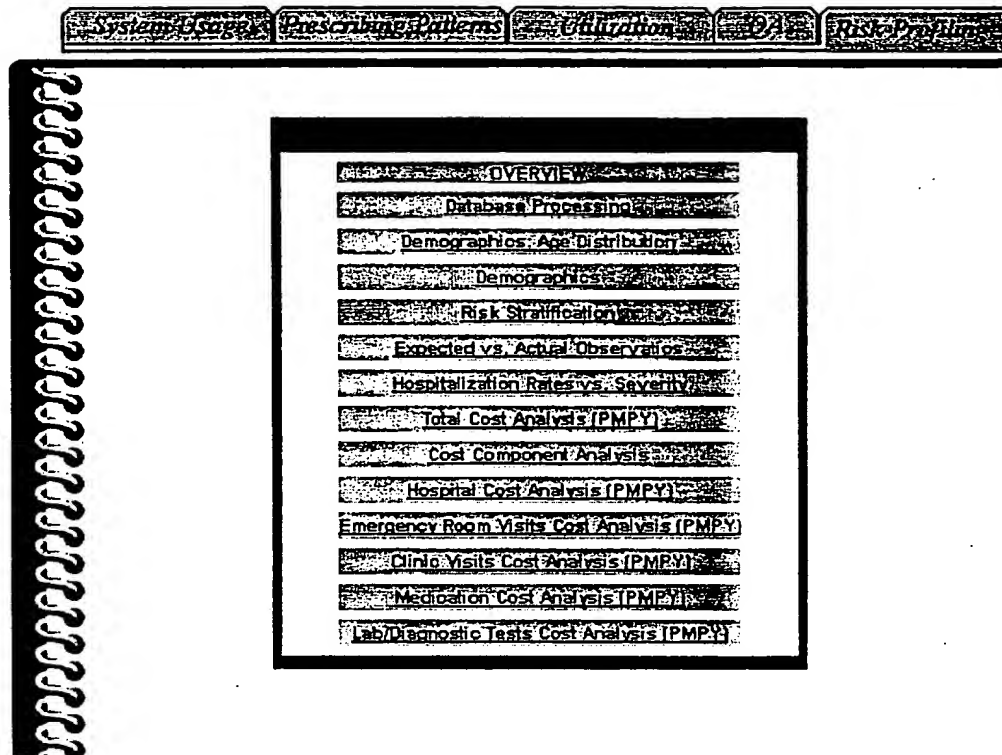 System Usage Prescribing Patterns Utilization QA Risk Profiling
OVERVIEW
Database Processing
Demographics: Age Distribution
Demographics
Risk Stratification
Expected vs. Actual Observatios
Hospitalization Rates vs. Severity
Total Cost Analysis (PMPY)
Cost Component Analysis
Hospital Cost Analysis (PMPY)
Emergency Room Visits Cost Analysis (PMPY)
Clinic Visits Cost Analysis (PMPY)
Medication Cost Analysis (PMPY)
Lab/Diagnostic Tests Cost Analysis (PMPY)